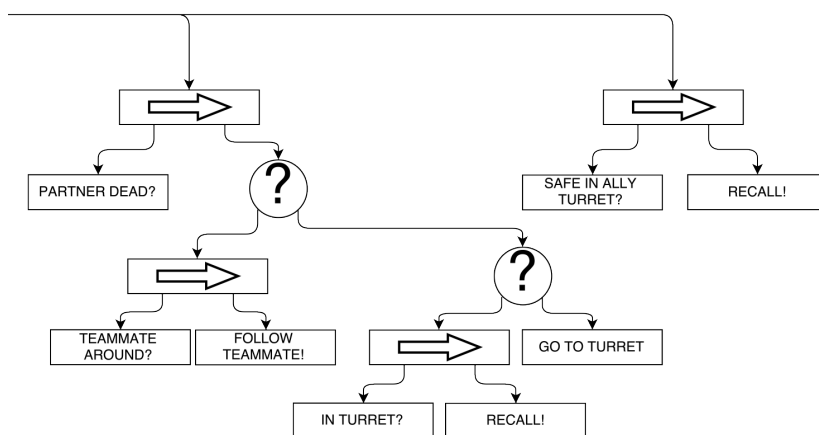 PARTNER DEAD?
?
SAFE IN ALLY
TURRET?
RECALL!
?
TEAMMATE
AROUND?
FOLLOW
TEAMMATE!
GO TO TURRET
IN TURRET?
RECALL!